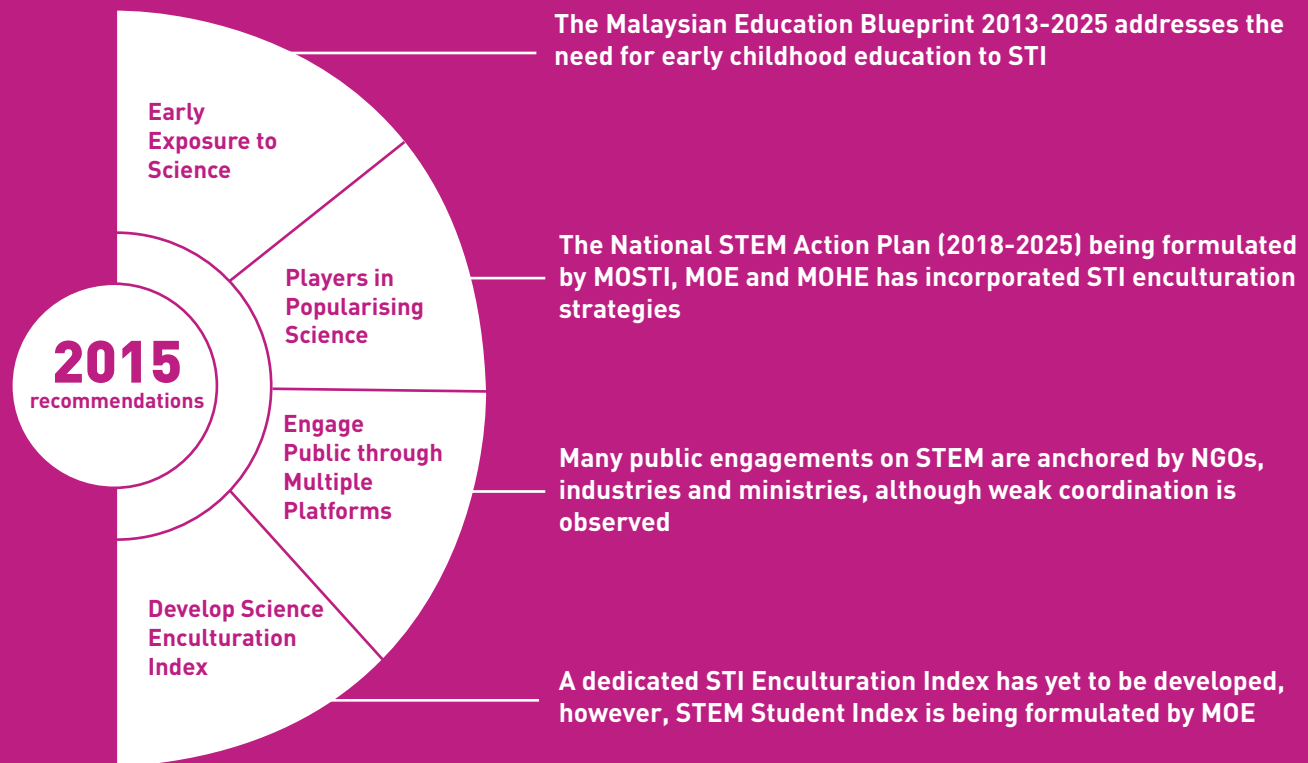 The Malaysian Education Blueprint 2013-2025 addresses the
need for early childhood education to STI
Early
Exposure to
Science
The National STEM Action Plan (2018-2025) being formulated
by MOSTI, MOE and MOHE has incorporated STI enculturation
strategies
Players in
Popularising
Science
2015
recommendations
Engage
Public through
Multiple
Platforms
Many public engagements on STEM are anchored by NGOs,
industries and ministries, although weak coordination is
observed
Develop Science
Enculturation
Index
A dedicated STI Enculturation Index has yet to be developed,
however, STEM Student Index is being formulated by MOE